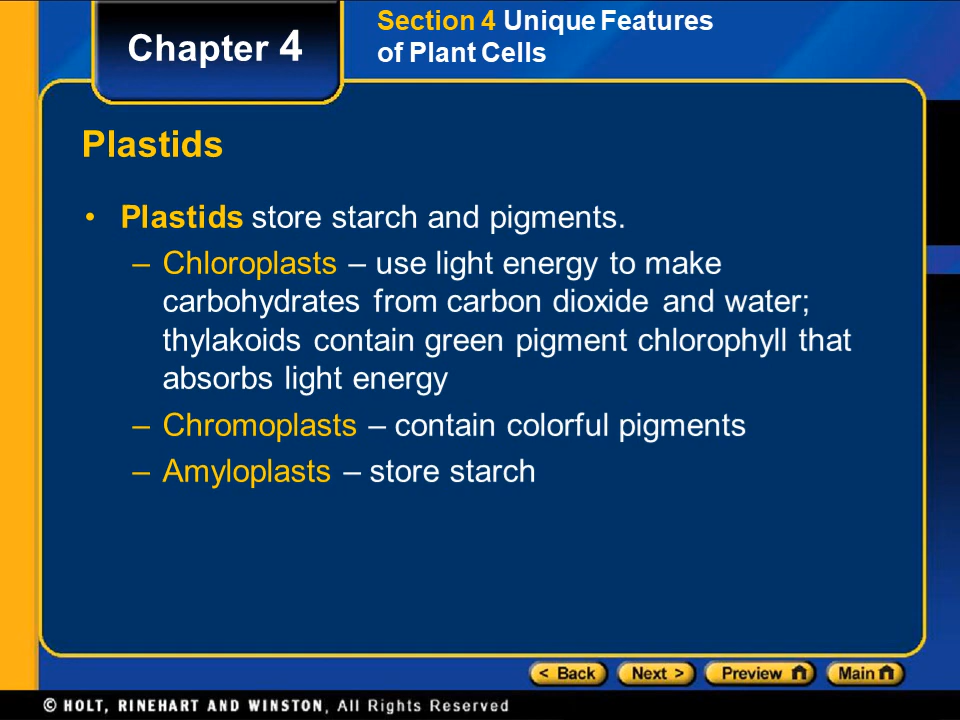 Chapter 4
Section 4 Unique Features
of Plant Cells
Plastids
• Plastids store starch and pigments.
– Chloroplasts – use light energy to make
carbohydrates from carbon dioxide and water;
thylakoids contain green pigment chlorophyll that
absorbs light energy
– Chromoplasts – contain colorful pigments
– Amyloplasts – store starch
< Back Next > Preview Main
© HOLT, RINEHART AND WINSTON, All Rights Reserved